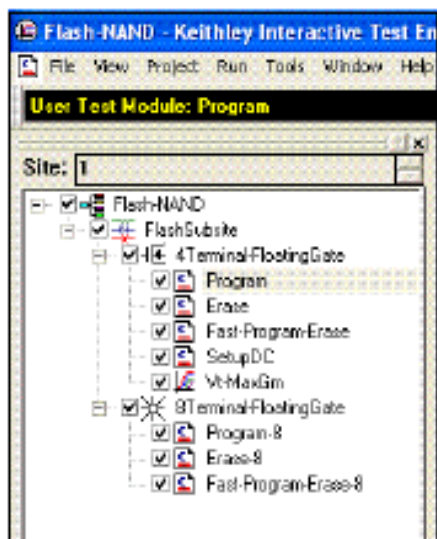 Flash-NAND - Keithley Interactive Test En
File View Project Run Tools Window Help
User Test Module: Program
Site: 1
Flash-NAND
FlashSubsite
4Terminal-FloatingGate
Program
Erase
Fast-Program-Erase
SetupDC
Vt-MaxGm
8Terminal-FloatingGate
Program-8
Erase-8
Fast-Program-Erase-8